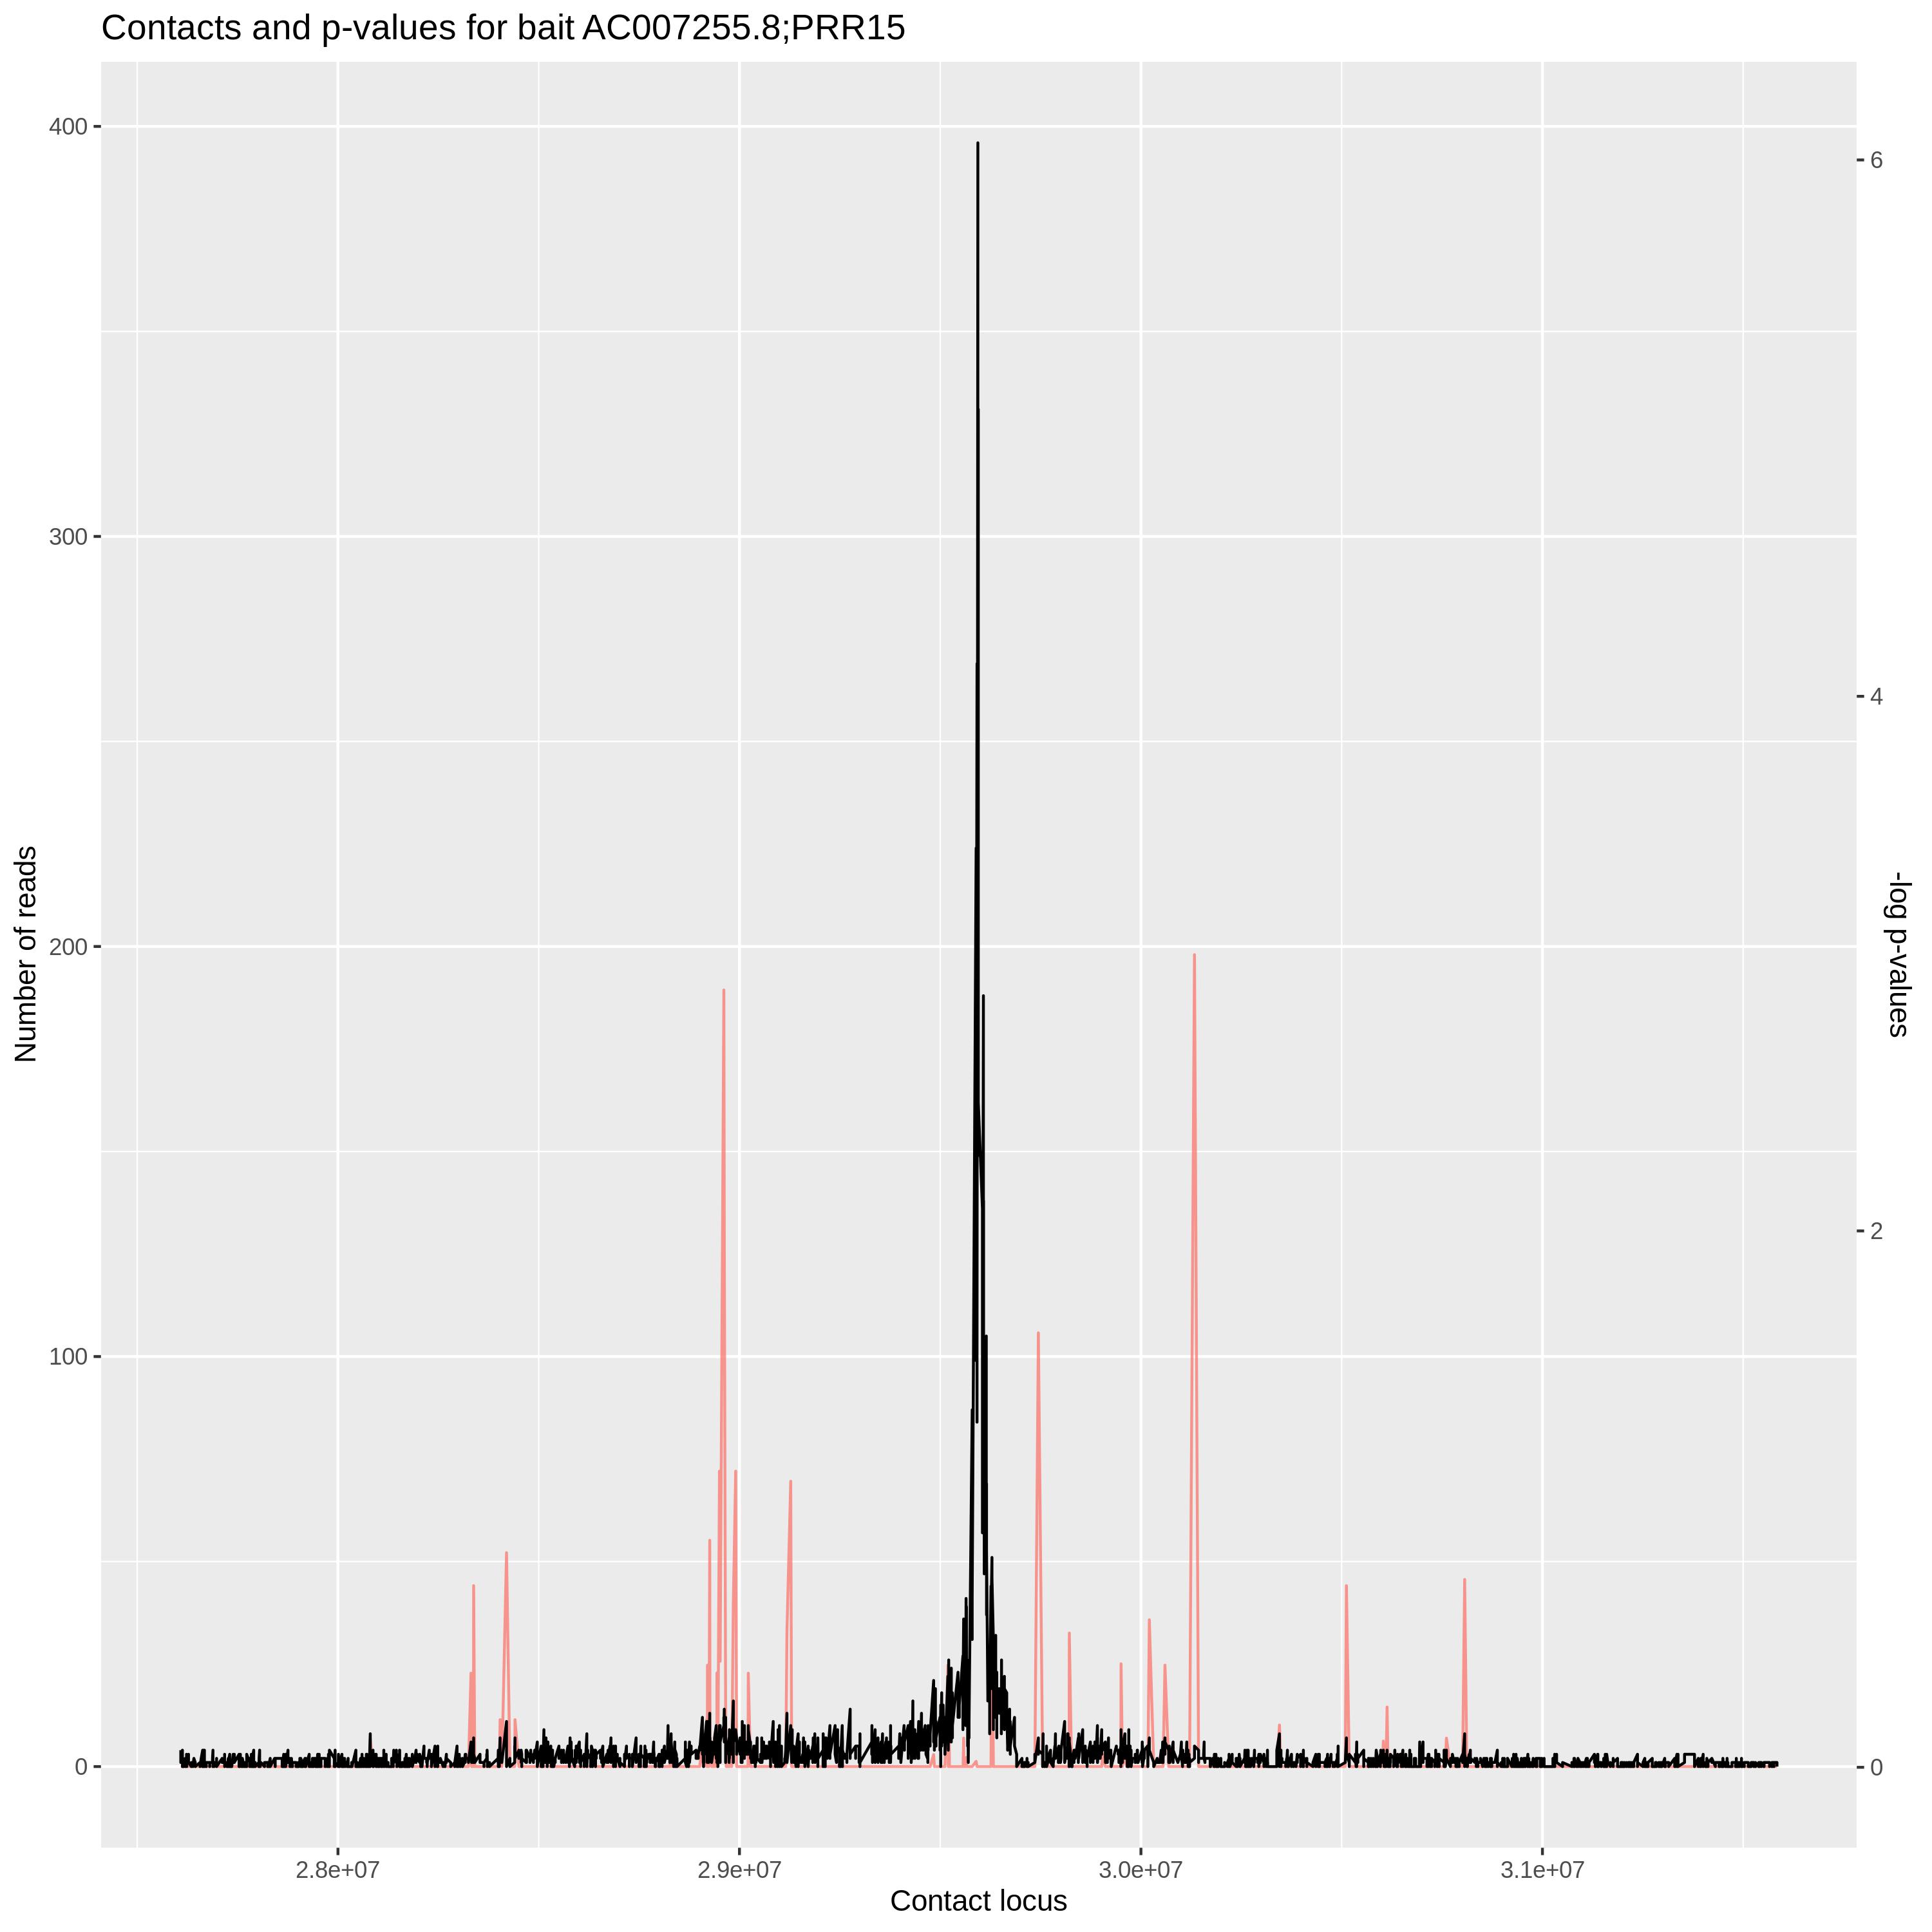 Contacts and p-values for bait AC007255.8;PRR15
400
300
200
100
0
Number of reads
6
4
2
0
-log p-values
2.8e+07
2.9e+07
3.0e+07
3.1e+07
Contact locus